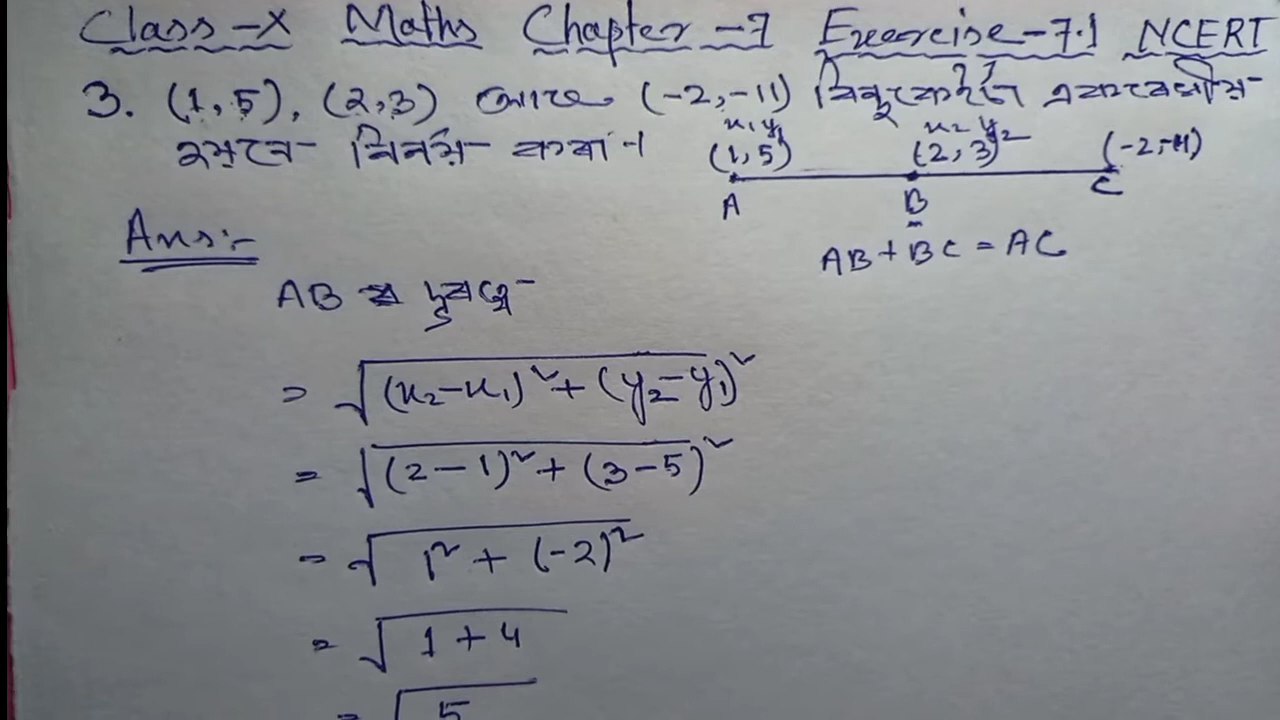 Class-X Maths Chapter-7 Exercise-7.1 NCERT
3. (1,5), (2,3) আৰু (-2,-11) বিন্দুকেইটা একৰেখীয়
হয়নে নিৰ্ণয় কৰা।
x₁ y₁ x₂ y₂
(1,5) (2,3) (-2,-11)
A B C
AB+BC=AC
Ans:-
AB ৰ দূৰত্ব
= √(x₂-x₁)²+(y₂-y₁)²
= √(2-1)²+(3-5)²
= √1²+(-2)²
= √1+4
= √5